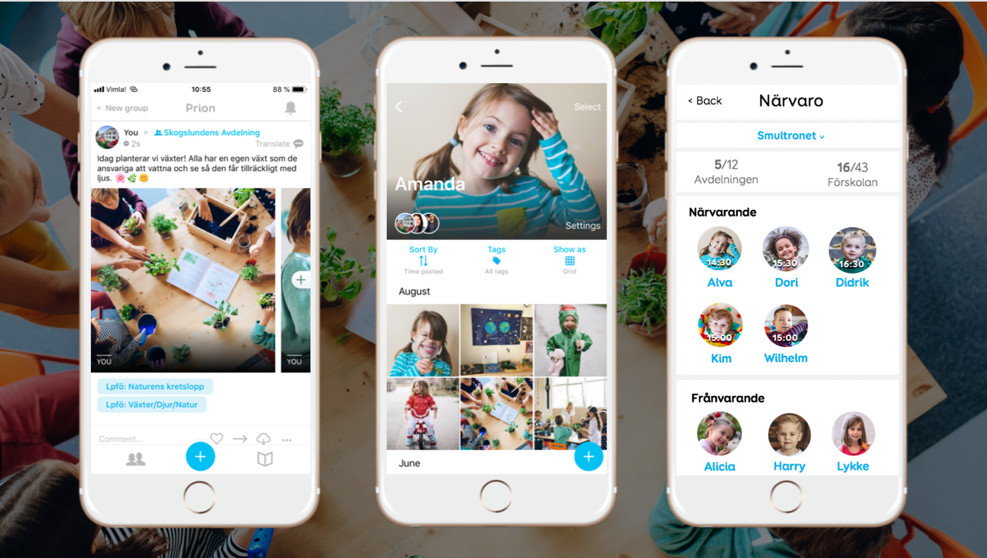 Vimla!
10:55
88 %
+ New group
Prion
You
Skogslundens Avdelning
2s
Translate
Idag planterar vi växter! Alla har en egen växt som de
ansvariga att vattna och se så den får tillräckligt med
ljus.
YOU
YOU
Lpfö: Naturens kretslopp
Lpfö: Växter/Djur/Natur
Comment...
Select
Amanda
Settings
Sort By
Tags
Show as
Time posted
All tags
Grid
August
June
< Back
Närvaro
Smultronet
5/12
16/43
Avdelningen
Förskolan
Närvarande
14:30
15:30
16:30
Alva
Dori
Didrik
15:00
15:00
Kim
Wilhelm
Frånvarande
Alicia
Harry
Lykke